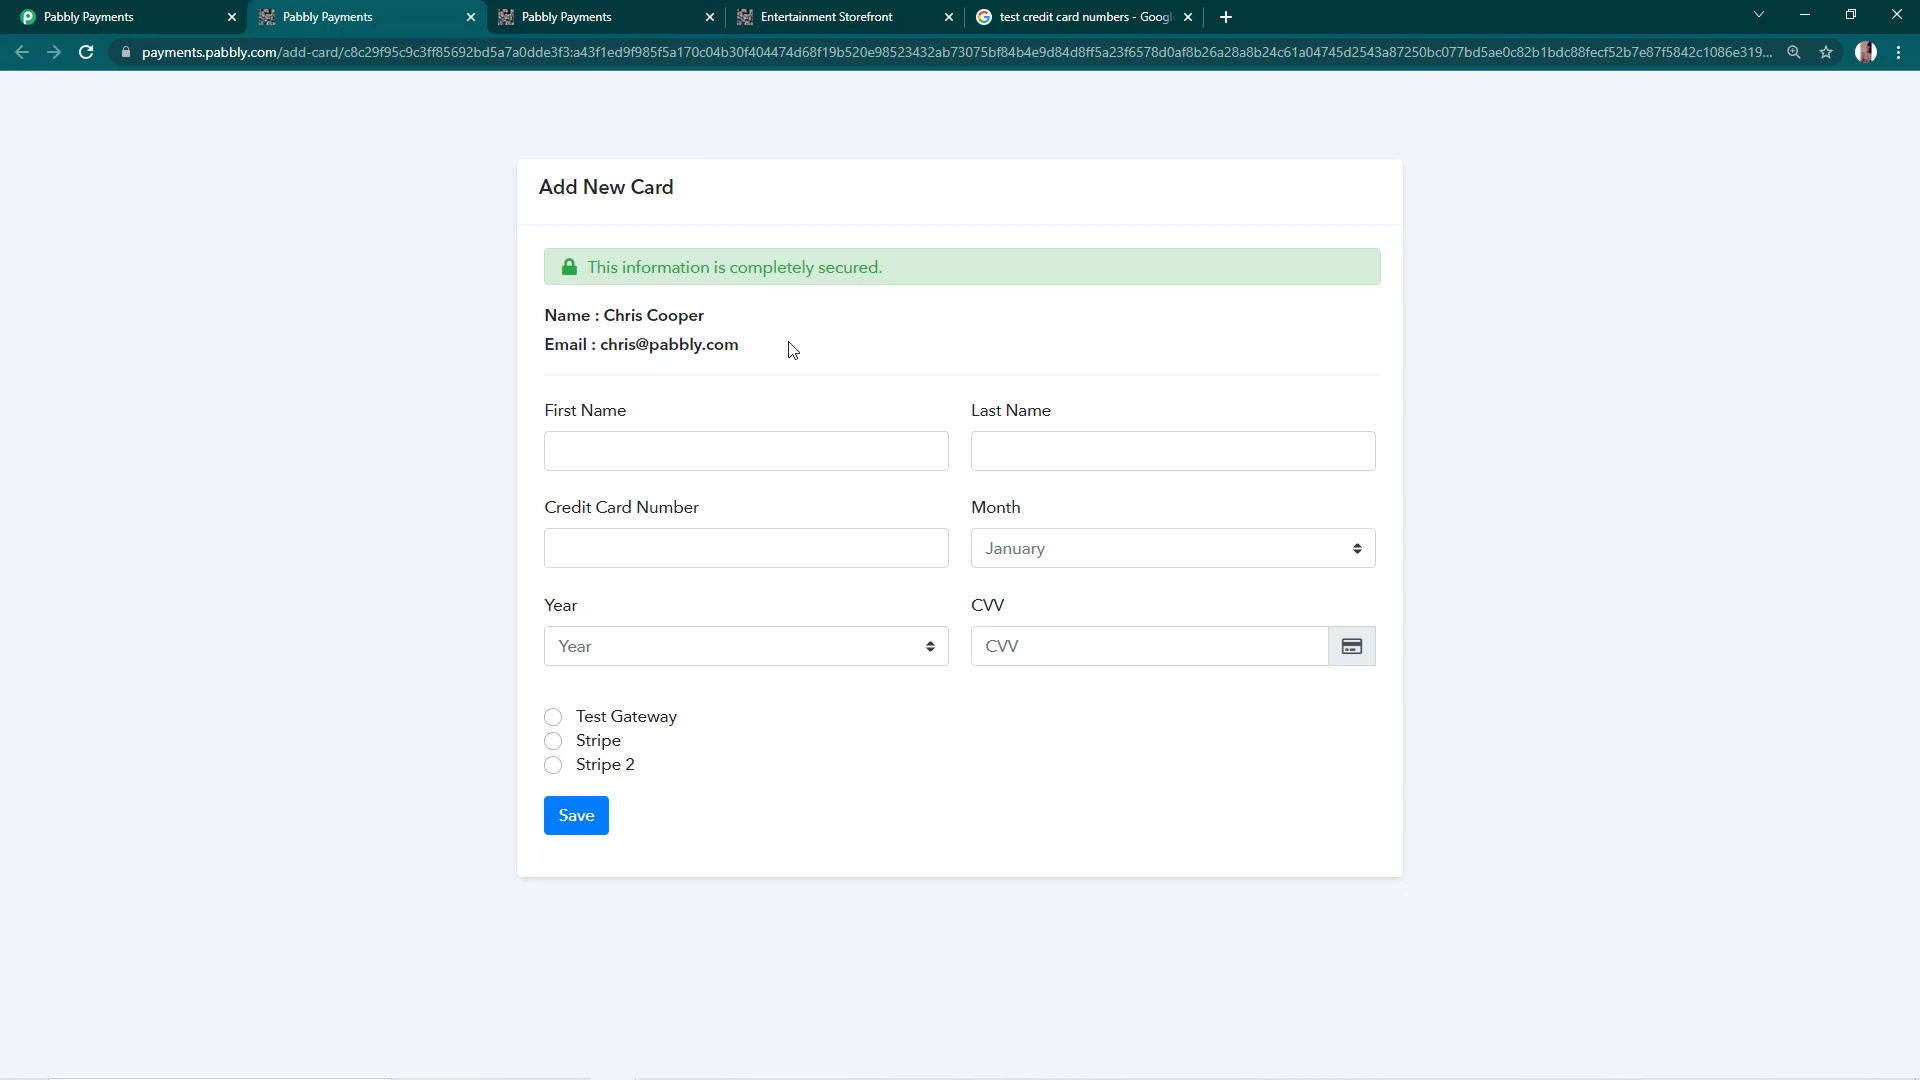 Pabbly Payments
Pabbly Payments
Pabbly Payments
Entertainment Storefront
test credit card numbers - Googl
payments.pabbly.com/add-card/c8c29f95c9c3ff85692bd5a7a0dde3f3:a43f1ed9f985f5a170c04b30f404474d68f19b520e98523432ab73075bf84b4e9d84d8ff5a23f6578d0af8b26a28a8b24c61a04745d2543a87250bc077bd5ae0c82b1bdc88fecf52b7e87f5842c1086e319...
Add New Card
This information is completely secured.
Name : Chris Cooper
Email : chris@pabbly.com
First Name
Last Name
Credit Card Number
Month
January
Year
CVV
Year
CVV
Test Gateway
Stripe
Stripe 2
Save